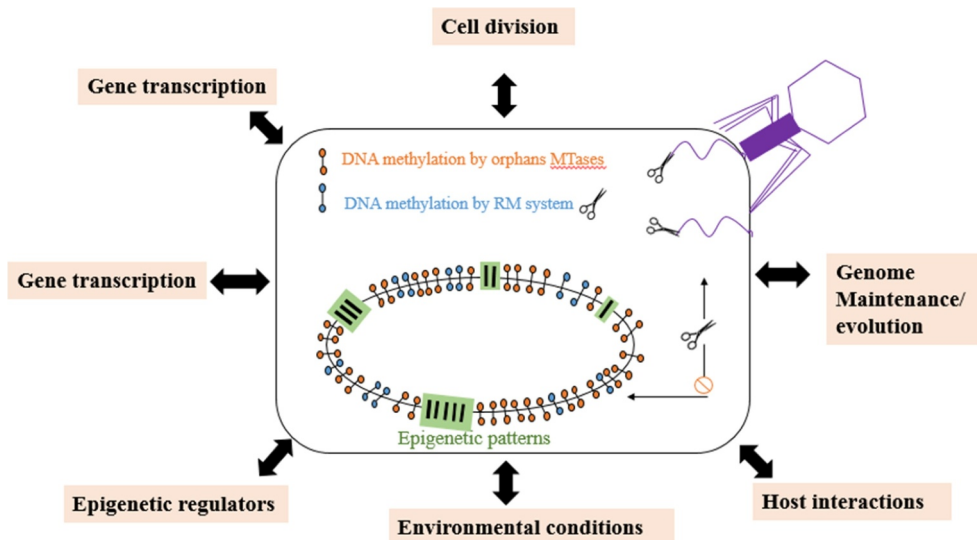 Cell division
Gene transcription
DNA methylation by orphans MTases
DNA methylation by RM system
Gene transcription
Genome
Maintenance/
evolution
Epigenetic patterns
Epigenetic regulators
Environmental conditions
Host interactions